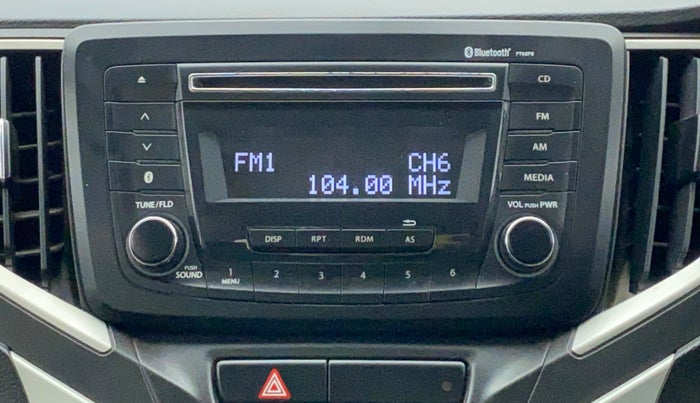 Bluetooth® FT68PD
CD
FM
AM
MEDIA
FM1 CH6
104.00 MHz
TUNE/FLD
VOL PUSH PWR
DISP RPT RDM AS
PUSH SOUND
1 MENU 2 3 4 5 6